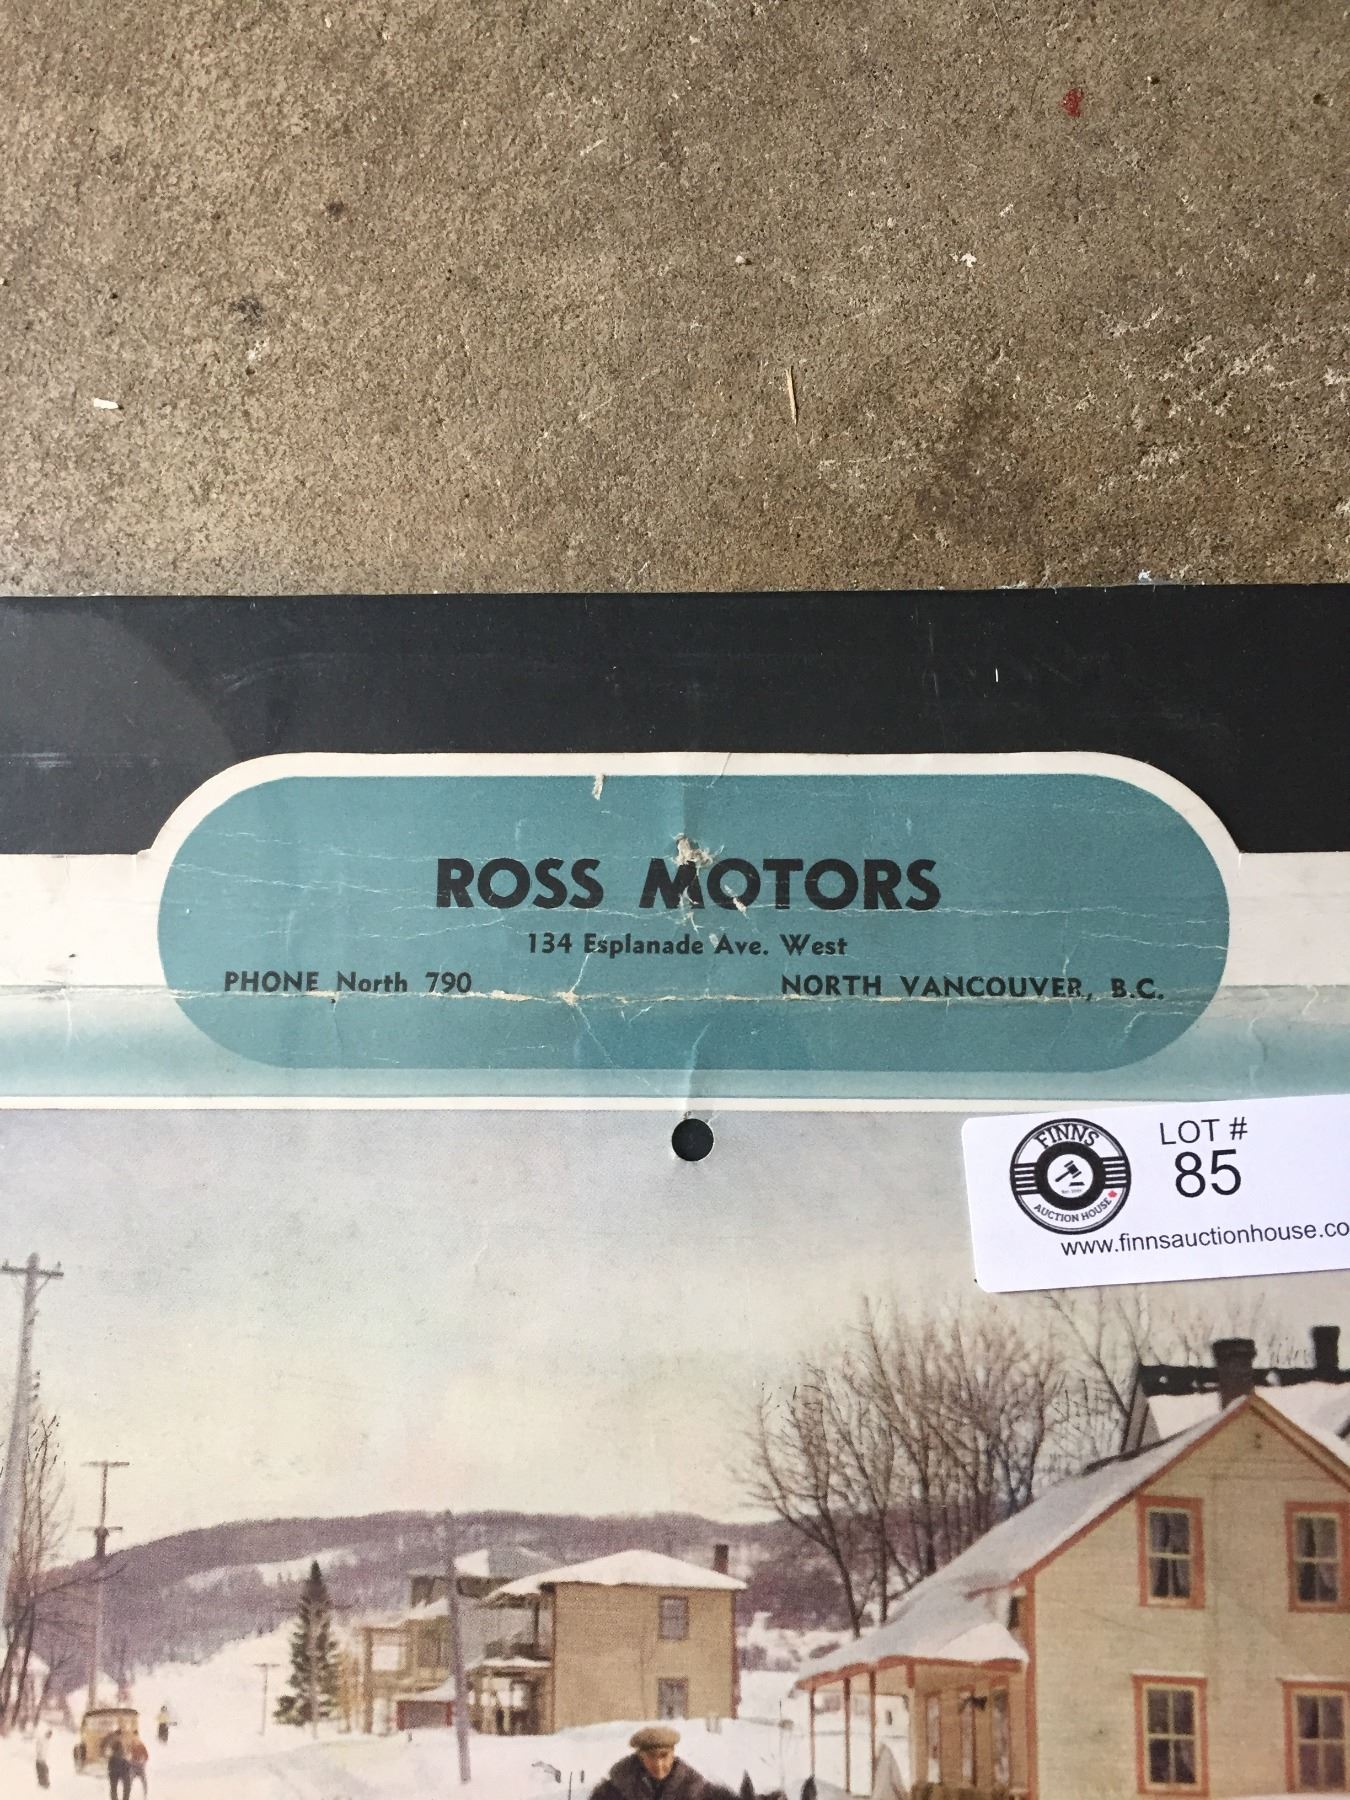 ROSS MOTORS
134 Esplanade Ave. West
PHONE North 790 NORTH VANCOUVER, B.C.
FINNS
AUCTION HOUSE
LOT #
85
www.finnsauctionhouse.co